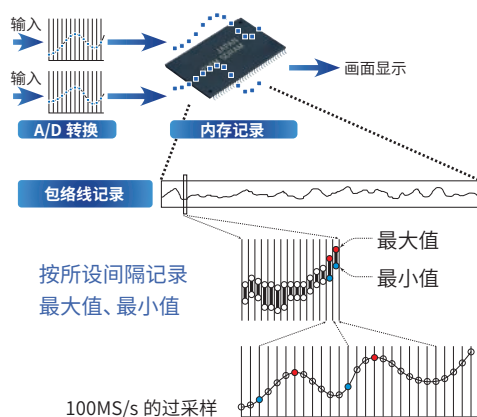 输入
输入
画面显示
A/D 转换
内存记录
包络线记录
最大值
最小值
按所设间隔记录
最大值、最小值
100MS/s 的过采样